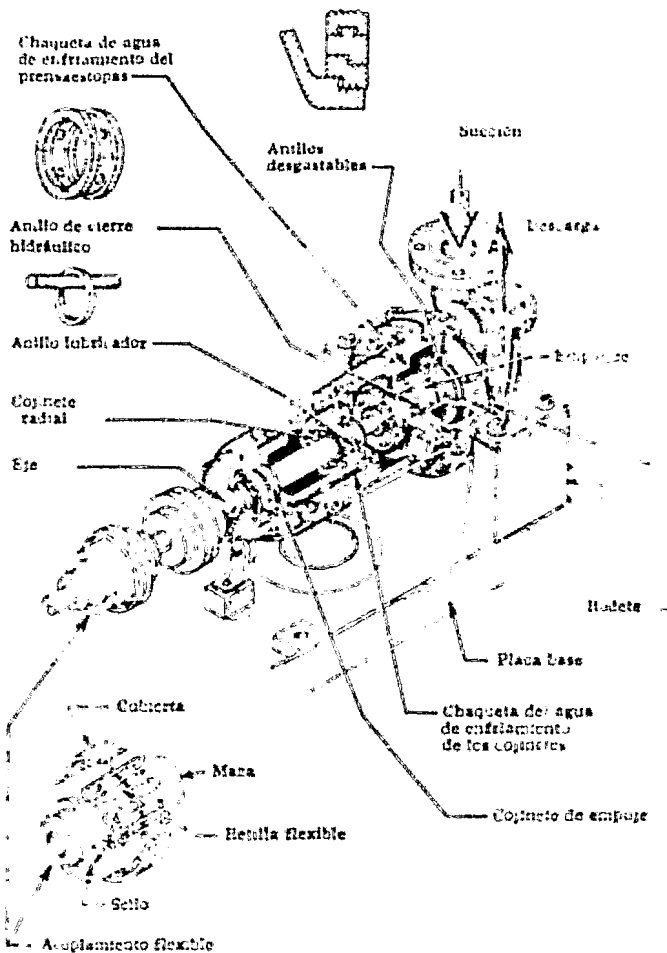 Chaqueta de agua
de enfriamiento del
prensaestopas
Anillos
desgastables
Succión
Descarga
Anillo de cierre
hidráulico
Anillo lubricador
Empaque
Cojinete
radial
Eje
Rodete
Placa base
Cubierta
Chaqueta del agua
de enfriamiento
de los cojinetes
Maza
Cojinete de empuje
Rejilla flexible
Sello
Acoplamiento flexible